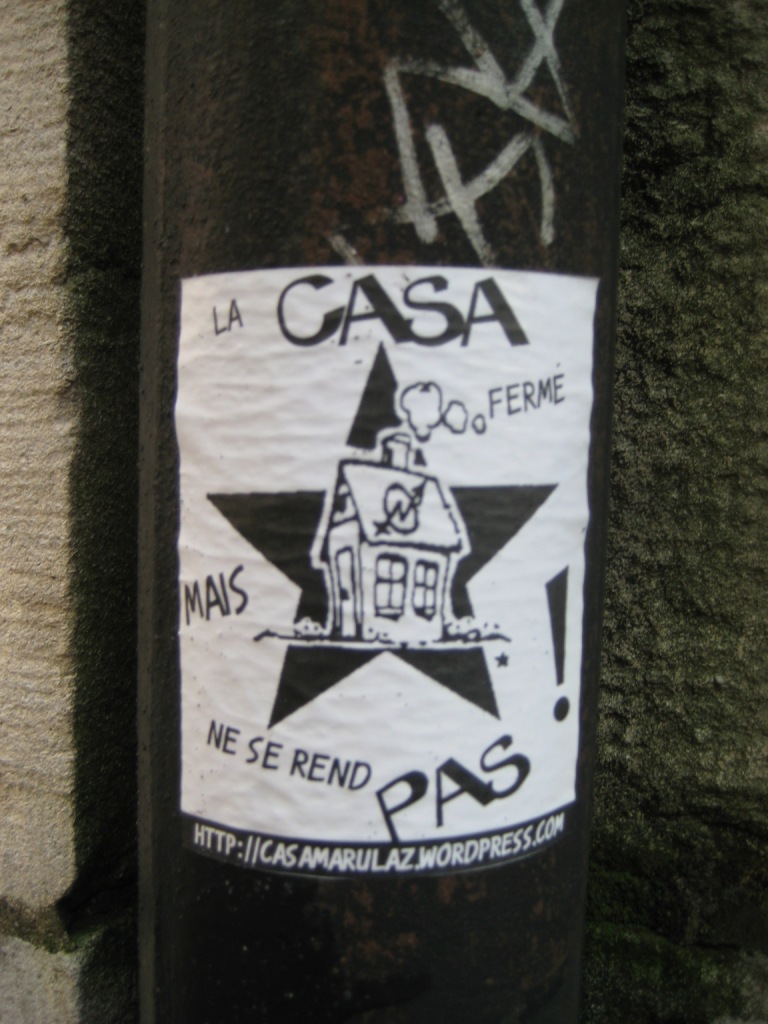 LA CASA
FERME
MAIS
!
NE SE REND PAS
HTTP://CASAMARULAZ.WORDPRESS.COM